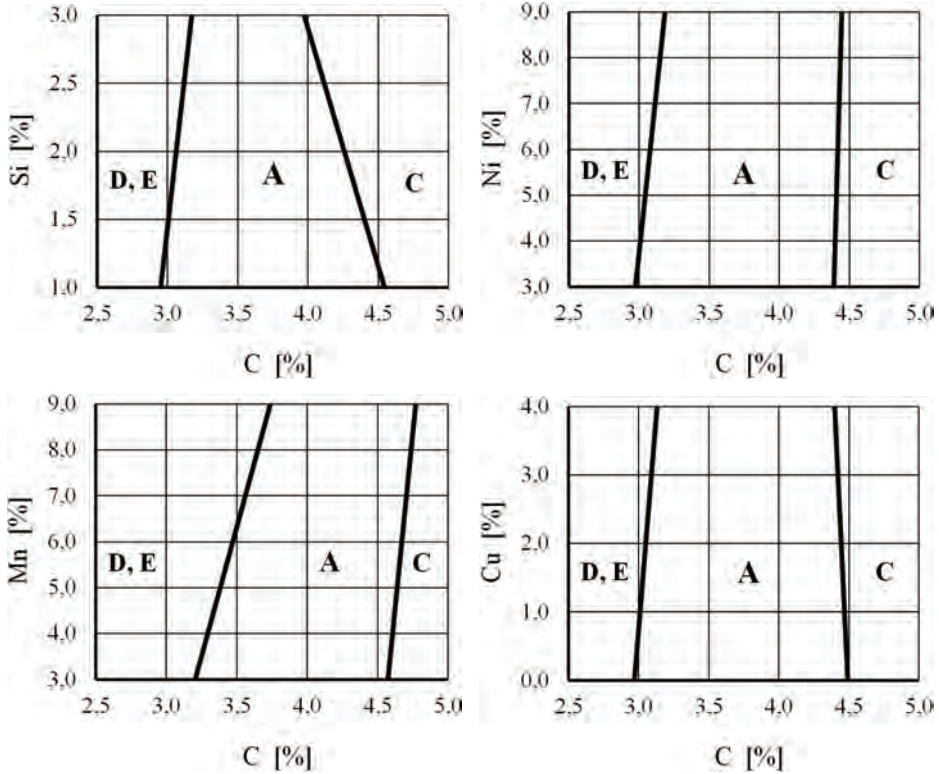 3.0
2.5
2.0
1,5
1.0
Si [%]
D, E
A
C
2,5 3,0 3,5 4,0 4,5 5,0
C [%]
9,0
8,0
7,0
6,0
5,0
4,0
3,0
Ni [%]
D, E
A
C
2,5 3,0 3,5 4,0 4,5 5,0
C [%]
9,0
8,0
7,0
6,0
5,0
4,0
3,0
Mn [%]
D, E
A
C
2,5 3,0 3,5 4,0 4,5 5,0
C [%]
4,0
3,0
2,0
1,0
0,0
Cu [%]
D, E
A
C
2,5 3,0 3,5 4,0 4,5 5,0
C [%]